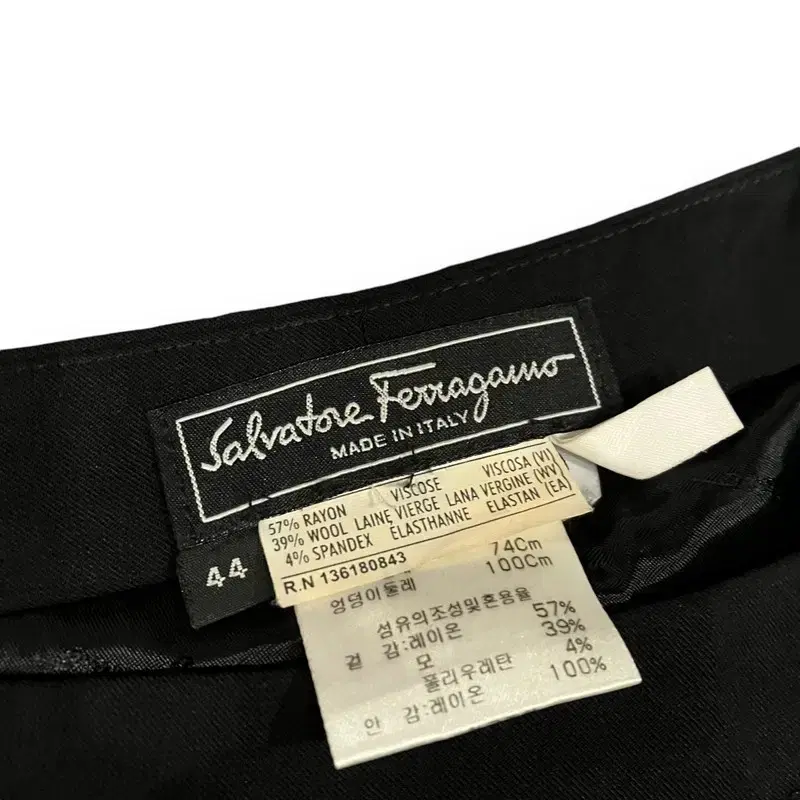 Salvatore Ferragamo
MADE IN ITALY
44
57% RAYON VISCOSE VISCOSA (VI)
39% WOOL LAINE VIERGE LANA VERGINE (WV)
4% SPANDEX ELASTHANNE ELASTAN (EA)
R.N 136180843
74Cm
엉덩이둘레 100Cm
섬유의조성및혼용율
겉 감:레이온 57%
모 39%
폴리우레탄 4%
안 감:레이온 100%